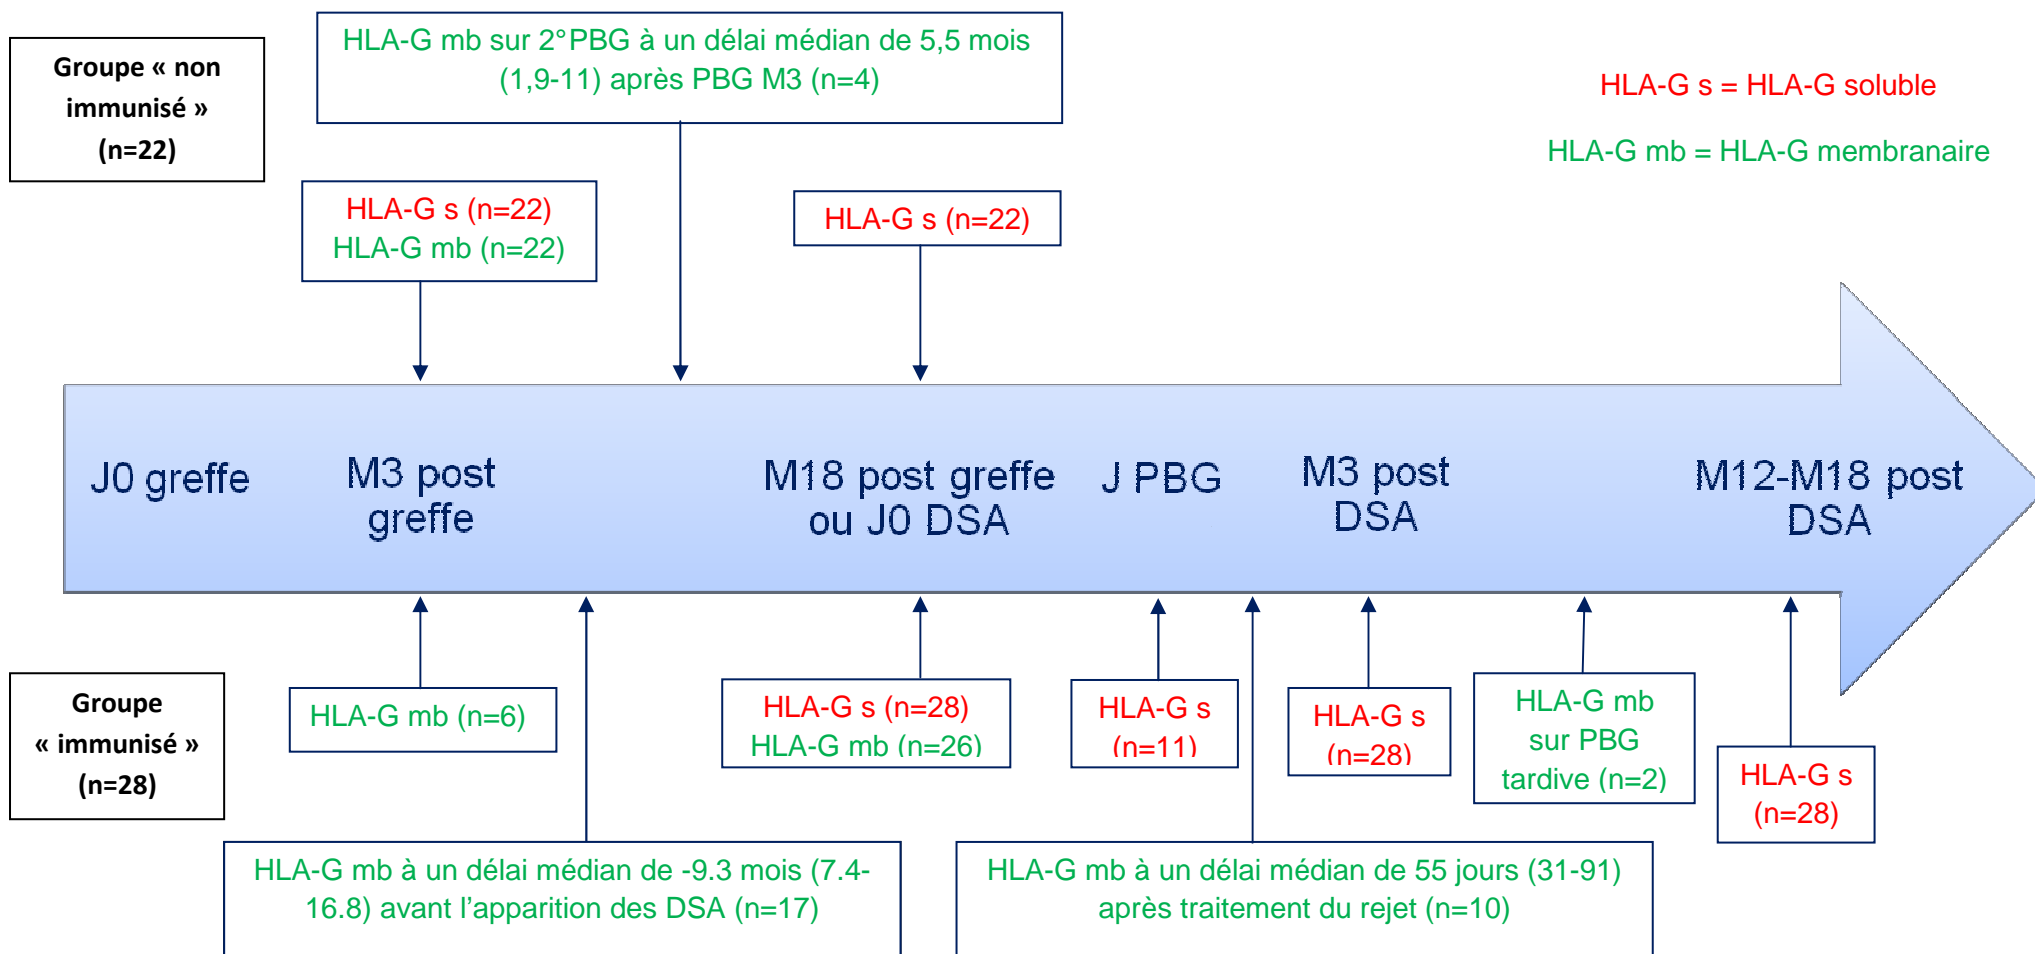 Groupe « non
immunisé »
(n=22)
HLA-G mb sur 2°PBG à un délai médian de 5,5 mois
(1,9-11) après PBG M3 (n=4)
HLA-G s = HLA-G soluble
HLA-G mb = HLA-G membranaire
HLA-G s (n=22)
HLA-G mb (n=22)
HLA-G s (n=22)
J0 greffe
M3 post
greffe
M18 post greffe
ou J0 DSA
J PBG
M3 post
DSA
M12-M18 post
DSA
Groupe
« immunisé »
(n=28)
HLA-G mb (n=6)
HLA-G s (n=28)
HLA-G mb (n=26)
HLA-G s
(n=11)
HLA-G s
(n=28)
HLA-G mb
sur PBG
tardive (n=2)
HLA-G s
(n=28)
HLA-G mb à un délai médian de -9.3 mois (7.4-
16.8) avant l'apparition des DSA (n=17)
HLA-G mb à un délai médian de 55 jours (31-91)
après traitement du rejet (n=10)